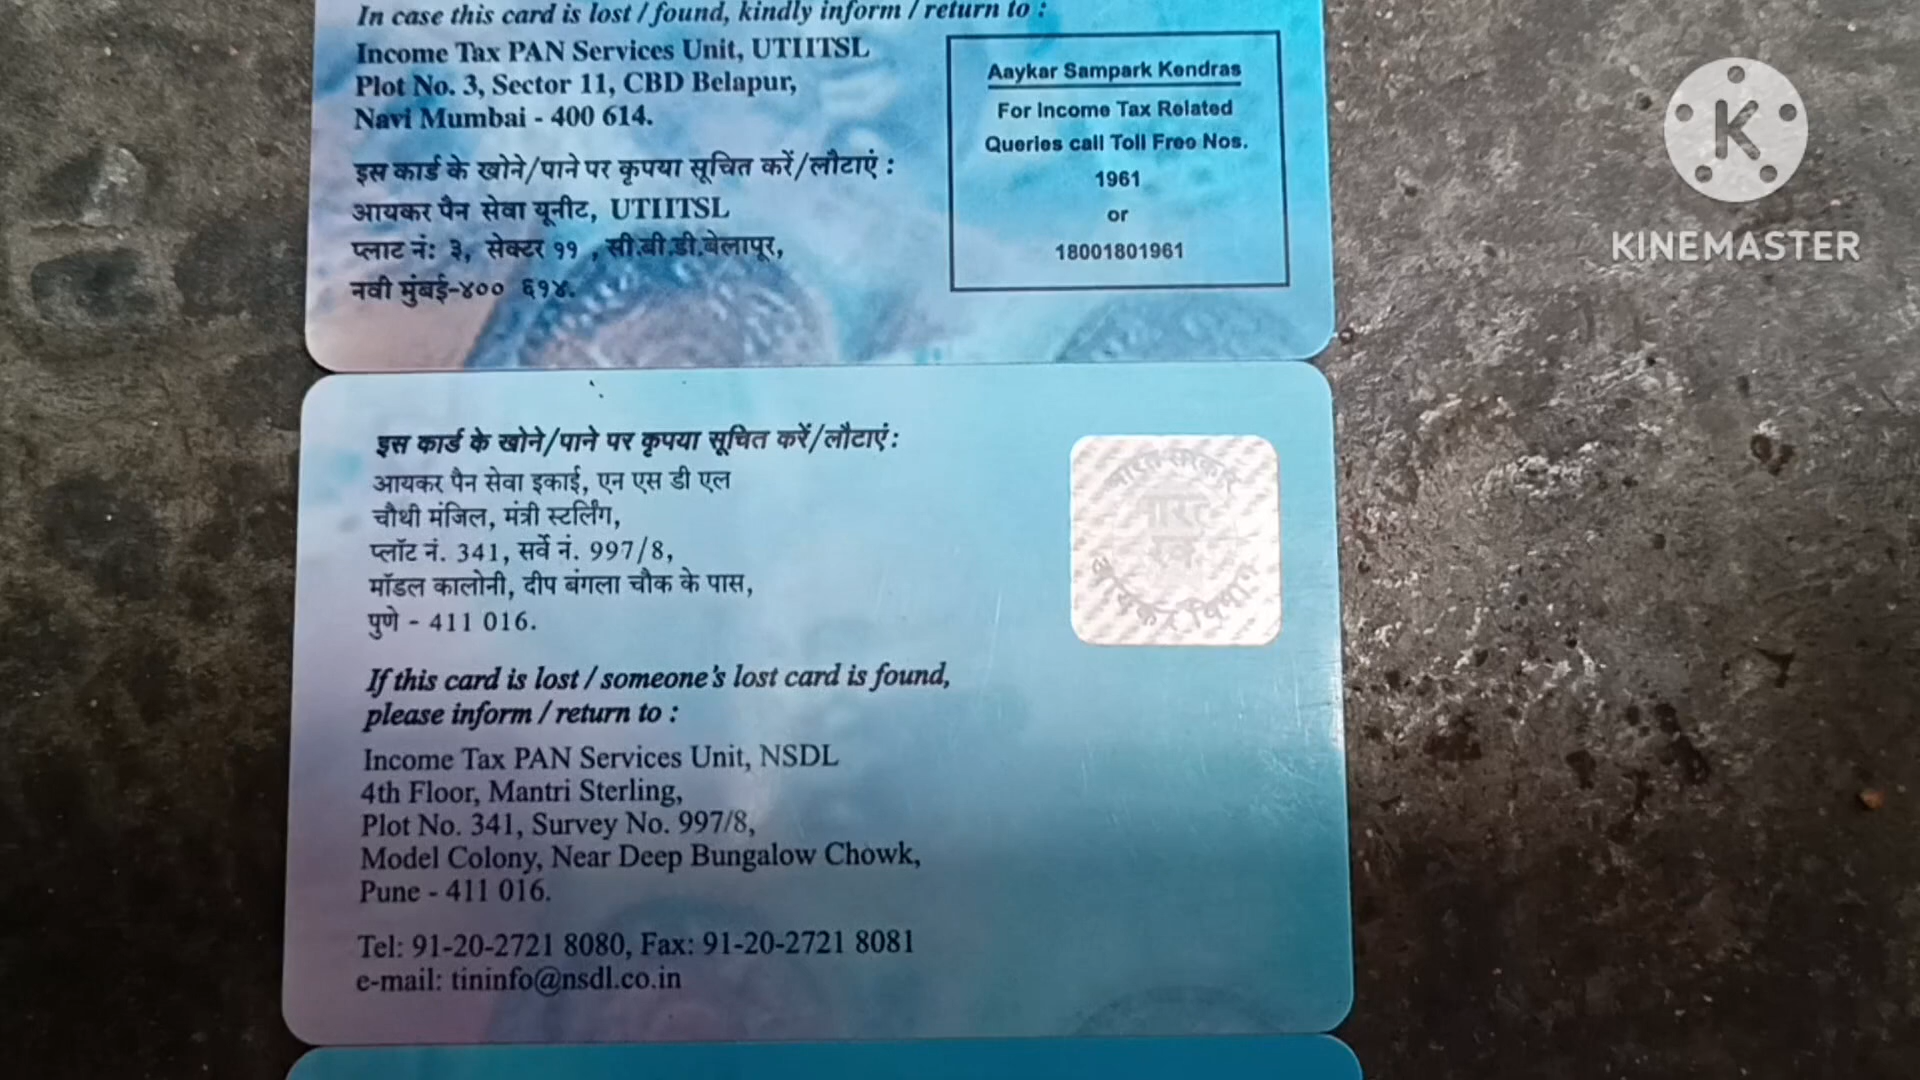 In case this card is lost / found, kindly inform / return to :
Income Tax PAN Services Unit, UTIITSL
Plot No. 3, Sector 11, CBD Belapur,
Navi Mumbai - 400 614.
इस कार्ड के खोने/पाने पर कृपया सूचित करें/लौटाएं :
आयकर पैन सेवा यूनीट, UTIITSL
प्लाट नं: ३, सेक्टर ११ , सी.बी.डी.बेलापूर,
नवी मुंबई-४०० ६१४.
Aaykar Sampark Kendras
For Income Tax Related
Queries call Toll Free Nos.
1961
or
18001801961
KINEMASTER
इस कार्ड के खोने/पाने पर कृपया सूचित करें/लौटाएं :
आयकर पैन सेवा इकाई, एन एस डी एल
चौथी मंजिल, मंत्री स्टर्लिंग,
प्लॉट नं. 341, सर्वे नं. 997/8,
मॉडल कालोनी, दीप बंगला चौक के पास,
पुणे - 411 016.
भारत सरकार
आयकर विभाग
If this card is lost / someone's lost card is found,
please inform / return to :
Income Tax PAN Services Unit, NSDL
4th Floor, Mantri Sterling,
Plot No. 341, Survey No. 997/8,
Model Colony, Near Deep Bungalow Chowk,
Pune - 411 016.
Tel: 91-20-2721 8080, Fax: 91-20-2721 8081
e-mail: tininfo@nsdl.co.in